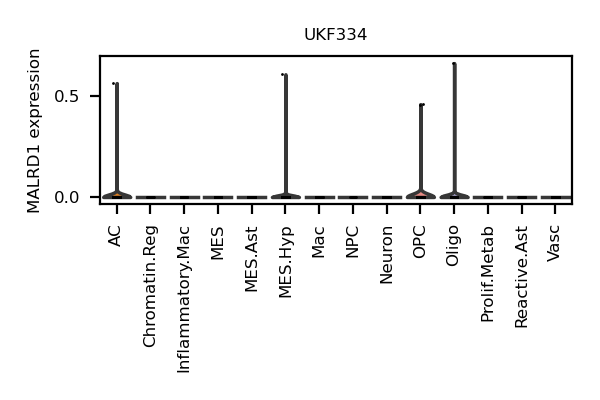 UKF334
MALRD1 expression
0.5
0.0
AC
Chromatin.Reg
Inflammatory.Mac
MES
MES.Ast
MES.Hyp
Mac
NPC
Neuron
OPC
Oligo
Prolif.Metab
Reactive.Ast
Vasc